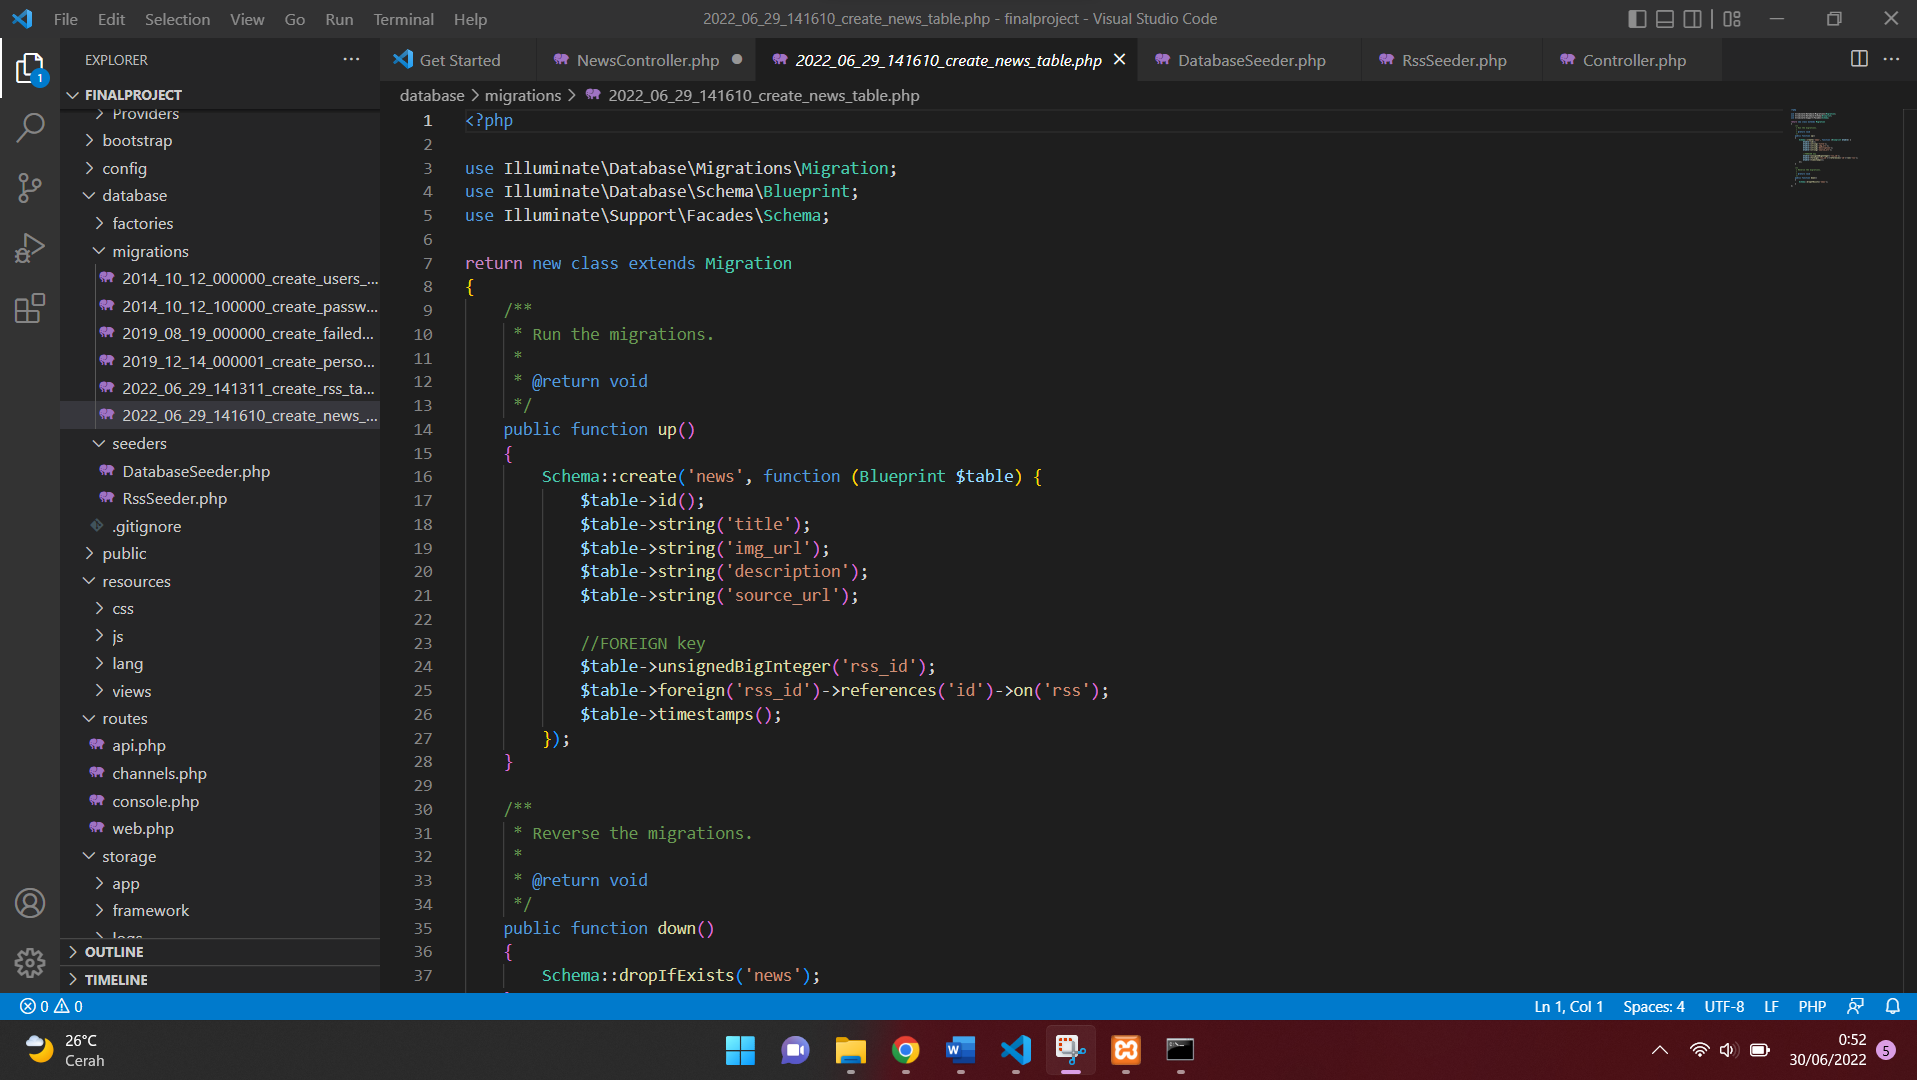 File Edit Selection View Go Run Terminal Help
2022_06_29_141610_create_news_table.php - finalproject - Visual Studio Code
EXPLORER
Get Started
NewsController.php
2022_06_29_141610_create_news_table.php
DatabaseSeeder.php
RssSeeder.php
Controller.php
FINALPROJECT
database > migrations > 2022_06_29_141610_create_news_table.php
Providers
bootstrap
config
database
factories
migrations
2014_10_12_000000_create_users_...
2014_10_12_100000_create_passw...
2019_08_19_000000_create_failed...
2019_12_14_000001_create_perso...
2022_06_29_141311_create_rss_ta...
2022_06_29_141610_create_news_...
seeders
DatabaseSeeder.php
RssSeeder.php
.gitignore
public
resources
css
js
lang
views
routes
api.php
channels.php
console.php
web.php
storage
app
framework
logs
OUTLINE
TIMELINE
1 <?php
2
3 use Illuminate\Database\Migrations\Migration;
4 use Illuminate\Database\Schema\Blueprint;
5 use Illuminate\Support\Facades\Schema;
6
7 return new class extends Migration
8 {
9 /**
10 * Run the migrations.
11 *
12 * @return void
13 */
14 public function up()
15 {
16 Schema::create('news', function (Blueprint $table) {
17 $table->id();
18 $table->string('title');
19 $table->string('img_url');
20 $table->string('description');
21 $table->string('source_url');
22
23 //FOREIGN key
24 $table->unsignedBigInteger('rss_id');
25 $table->foreign('rss_id')->references('id')->on('rss');
26 $table->timestamps();
27 });
28 }
29
30 /**
31 * Reverse the migrations.
32 *
33 * @return void
34 */
35 public function down()
36 {
37 Schema::dropIfExists('news');
1
0 0
Ln 1, Col 1 Spaces: 4 UTF-8 LF PHP
26°C
Cerah
0:52
30/06/2022
5